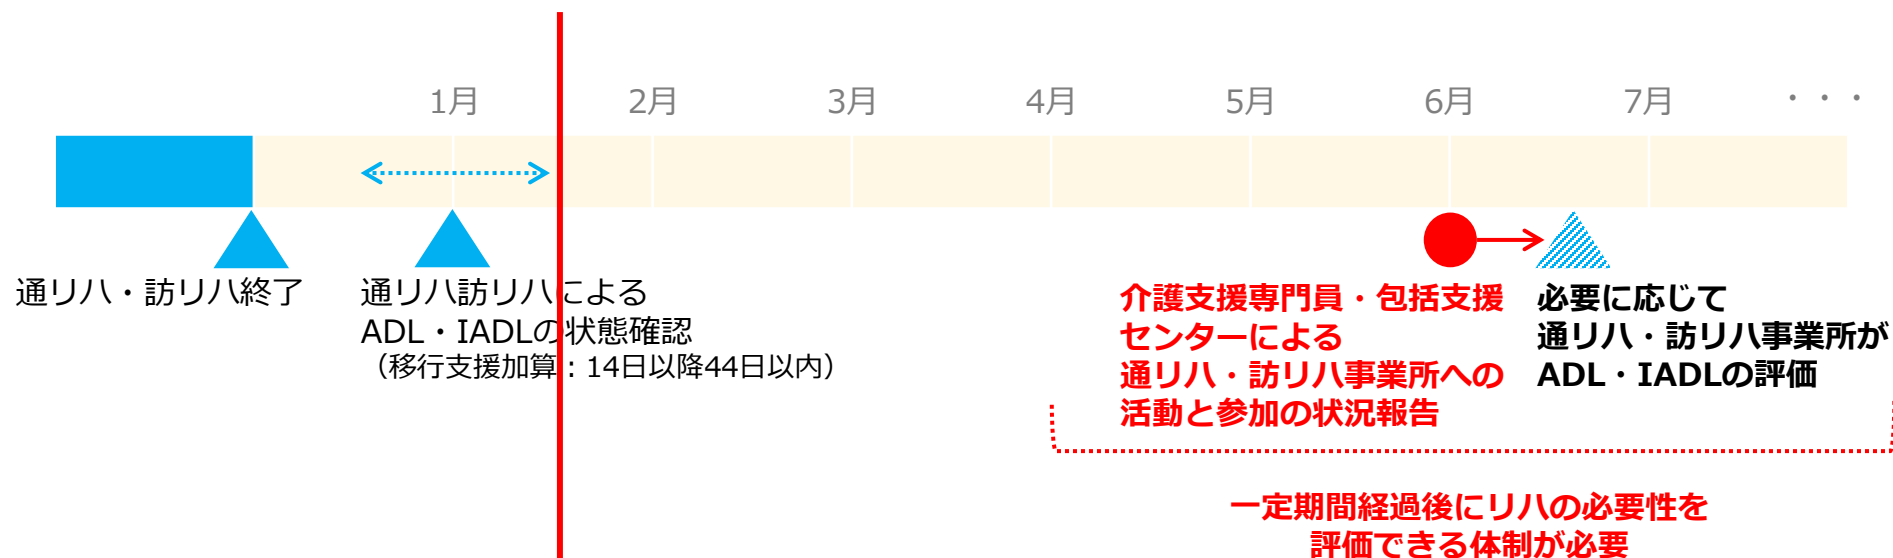 1月 2月 3月 4月 5月 6月 7月 ・・・
通リハ・訪リハ終了
通リハ訪リハによる
ADL・IADLの状態確認
（移行支援加算：14日以降44日以内）
介護支援専門員・包括支援
センターによる
通リハ・訪リハ事業所への
活動と参加の状況報告
必要に応じて
通リハ・訪リハ事業所が
ADL・IADLの評価
一定期間経過後にリハの必要性を
評価できる体制が必要